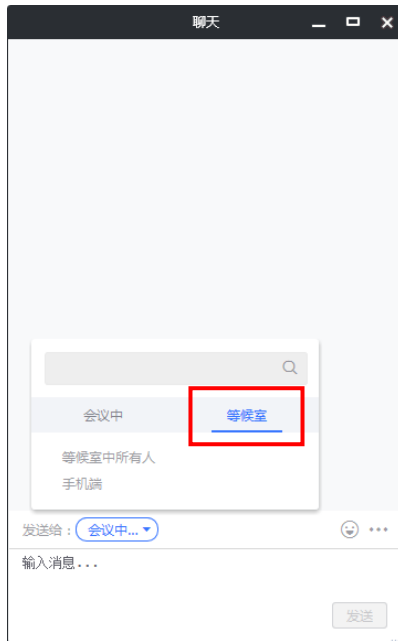 聊天
会议中 等候室
等候室中所有人
手机端
发送给：会议中...
输入消息...
发送